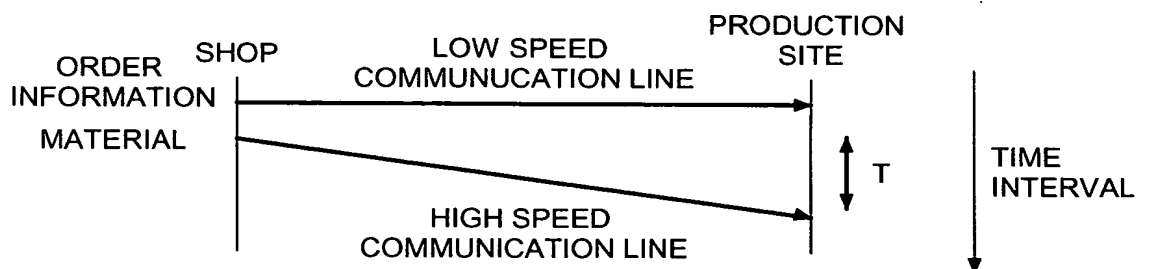 SHOP
LOW SPEED
COMMUNUCATION LINE
PRODUCTION
SITE
ORDER
INFORMATION
MATERIAL
T
TIME
INTERVAL
HIGH SPEED
COMMUNICATION LINE